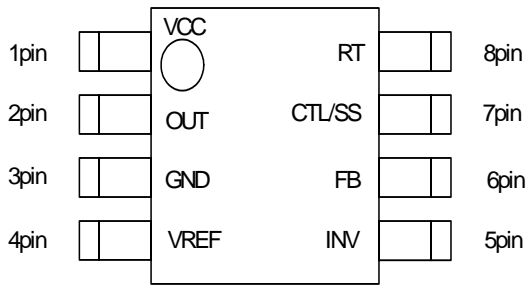 1pin VCC RT 8pin
2pin OUT CTL/SS 7pin
3pin GND FB 6pin
4pin VREF INV 5pin